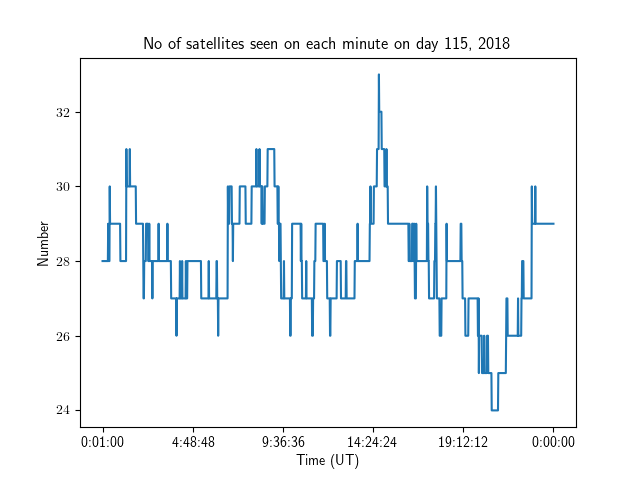 No of satellites seen on each minute on day 115, 2018
32
30
28
26
24
Number
0:01:00 4:48:48 9:36:36 14:24:24 19:12:12 0:00:00
Time (UT)